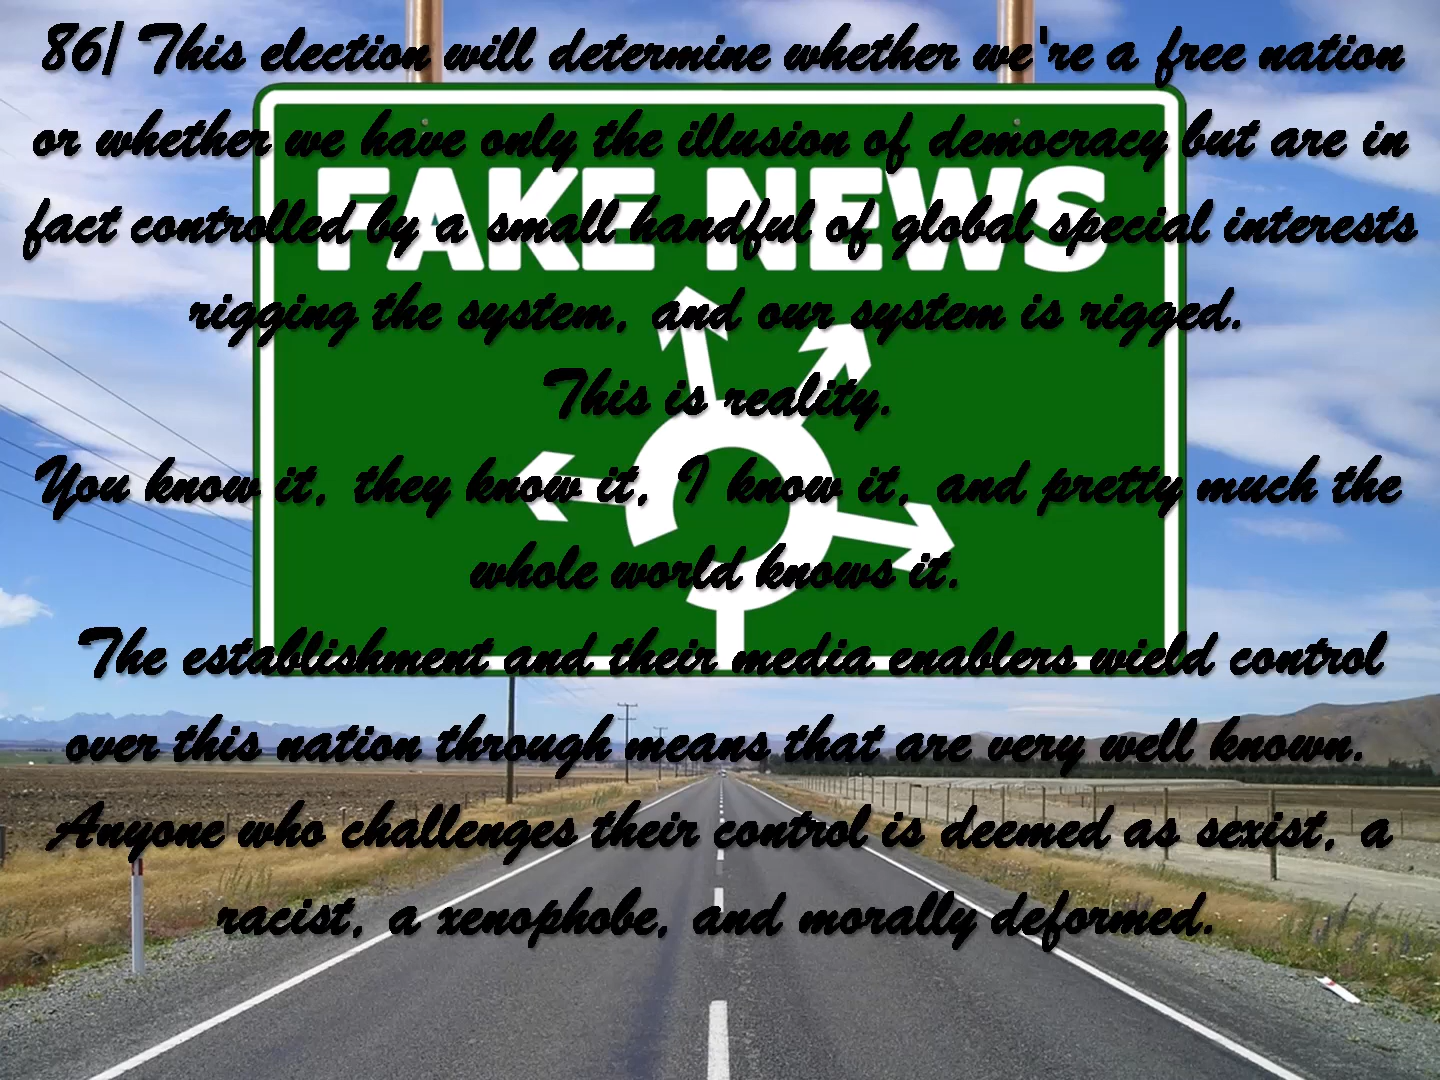 86/ This election will determine whether we're a free nation
or whether we have only the illusion of democracy but are in
FAKE NEWS
fact controlled by a small handful of global special interests
rigging the system, and our system is rigged.
This is reality.
You know it, they know it, I know it, and pretty much the
whole world knows it.
The establishment and their media enablers wield control
over this nation through means that are very well known.
Anyone who challenges their control is deemed as sexist, a
racist, a xenophobe, and morally deformed.